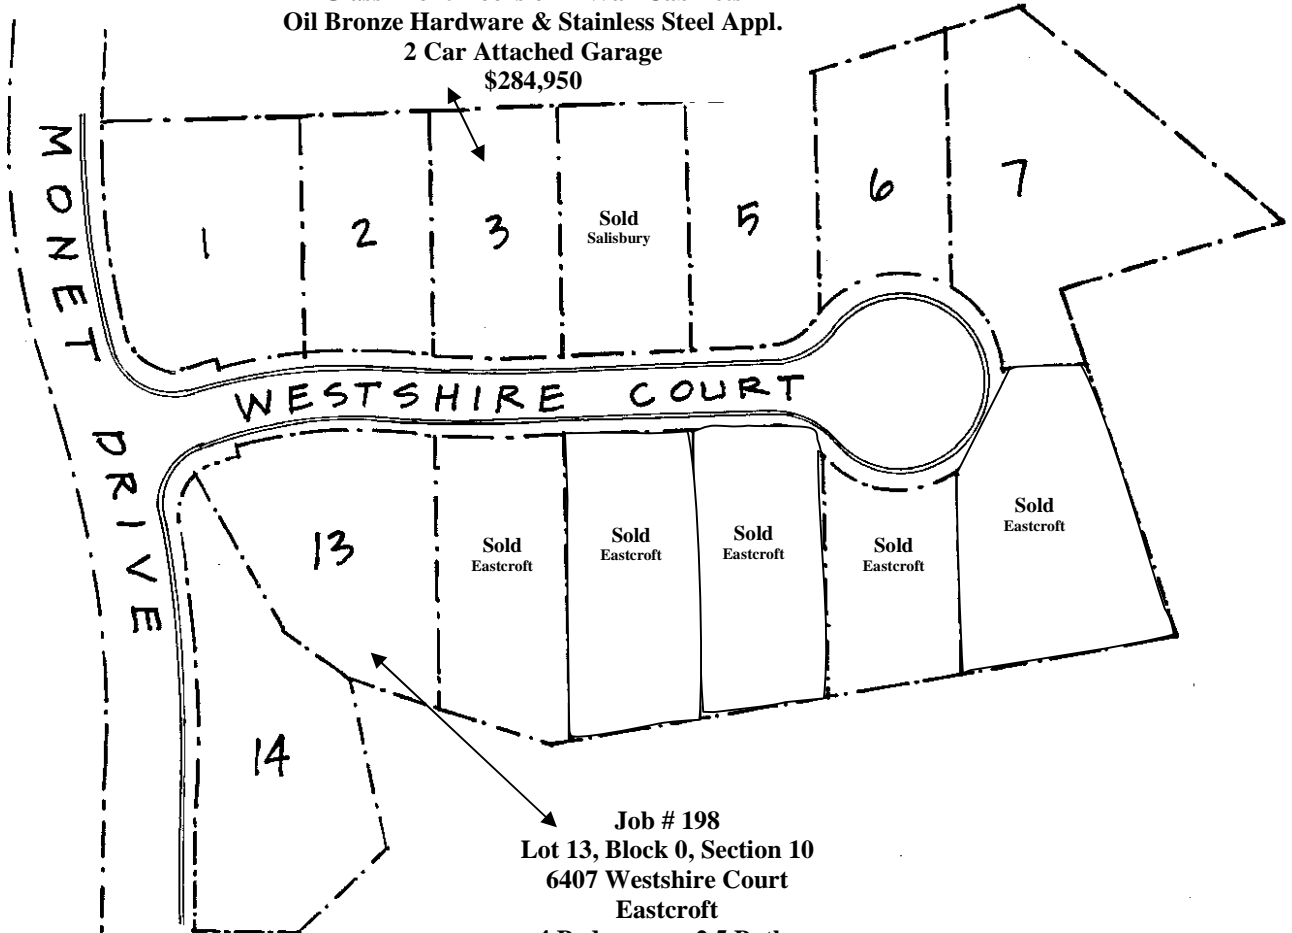 Oil Bronze Hardware & Stainless Steel Appl.
2 Car Attached Garage
$284,950
MONET DRIVE
1
2
3
Sold
Salisbury
5
6
7
WESTSHIRE COURT
13
Sold
Eastcroft
Sold
Eastcroft
Sold
Eastcroft
Sold
Eastcroft
Sold
Eastcroft
14
Job # 198
Lot 13, Block 0, Section 10
6407 Westshire Court
Eastcroft